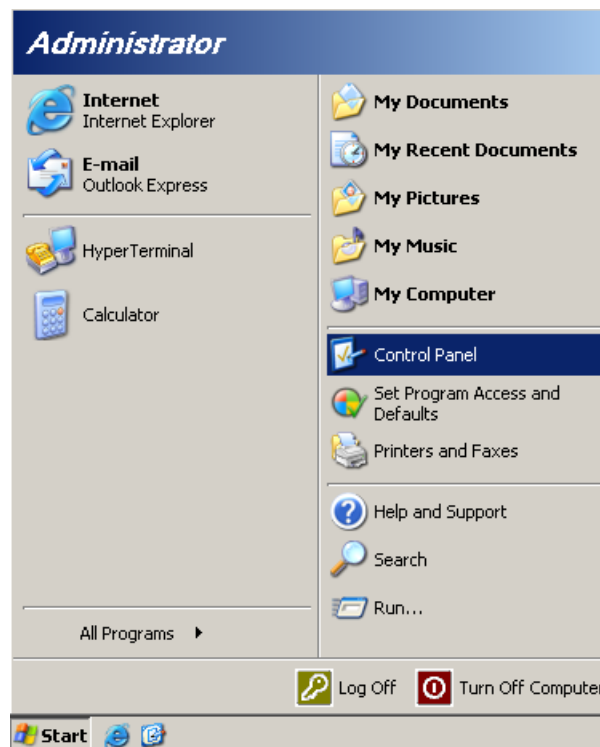 Administrator
Internet
Internet Explorer
E-mail
Outlook Express
HyperTerminal
Calculator
All Programs
My Documents
My Recent Documents
My Pictures
My Music
My Computer
Control Panel
Set Program Access and
Defaults
Printers and Faxes
Help and Support
Search
Run...
Log Off
Turn Off Computer
Start